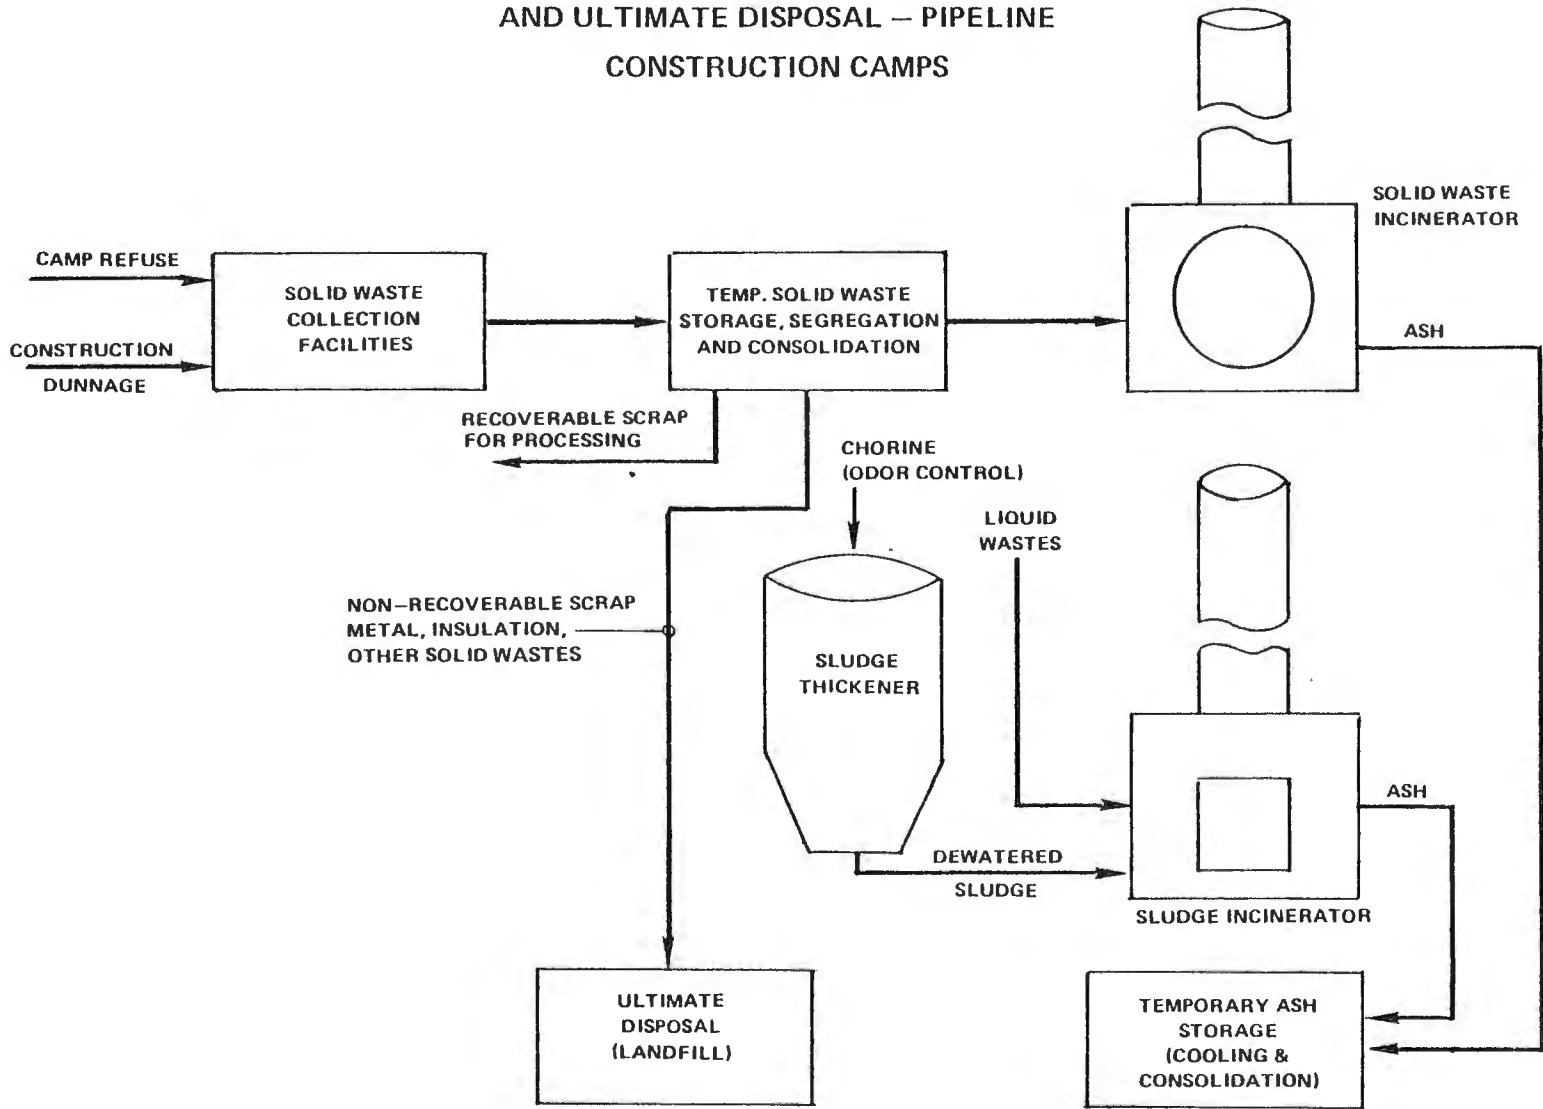 AND ULTIMATE DISPOSAL – PIPELINE
CONSTRUCTION CAMPS
SOLID WASTE
INCINERATOR
CAMP REFUSE
SOLID WASTE
COLLECTION
FACILITIES
TEMP. SOLID WASTE
STORAGE, SEGREGATION
AND CONSOLIDATION
CONSTRUCTION
DUNNAGE
ASH
RECOVERABLE SCRAP
FOR PROCESSING
CHORINE
(ODOR CONTROL)
LIQUID
WASTES
NON–RECOVERABLE SCRAP
METAL, INSULATION,
OTHER SOLID WASTES
SLUDGE
THICKENER
ASH
DEWATERED
SLUDGE
SLUDGE INCINERATOR
ULTIMATE
DISPOSAL
(LANDFILL)
TEMPORARY ASH
STORAGE
(COOLING &
CONSOLIDATION)